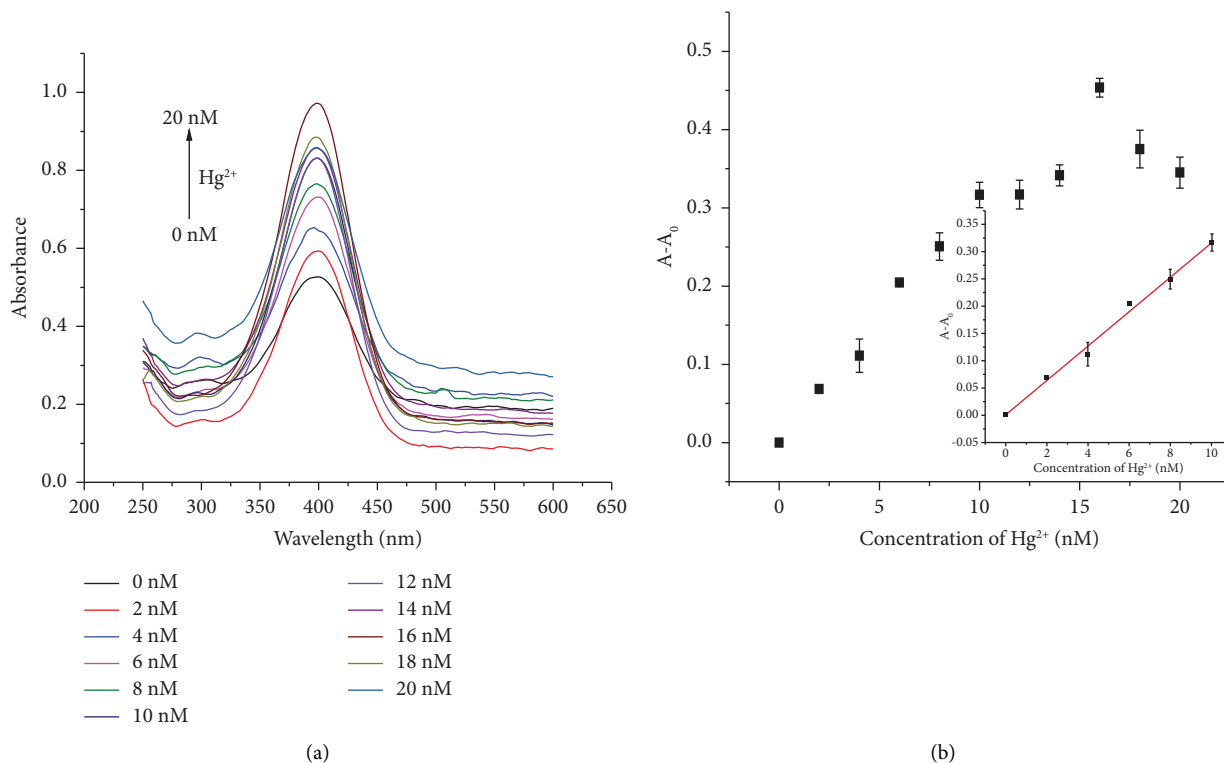 1.0
0.8
0.6
0.4
0.2
0.0
Absorbance
20 nM
Hg²⁺
0 nM
200 250 300 350 400 450 500 550 600 650
Wavelength (nm)
0 nM
2 nM
4 nM
6 nM
8 nM
10 nM
12 nM
14 nM
16 nM
18 nM
20 nM
(a)
0.5
0.4
0.3
0.2
0.1
0.0
A-A₀
0 5 10 15 20
Concentration of Hg²⁺ (nM)
0.35
0.30
0.25
0.20
0.15
0.10
0.05
0.00
-0.05
A-A₀
0 2 4 6 8 10
Concentration of Hg²⁺ (nM)
(b)